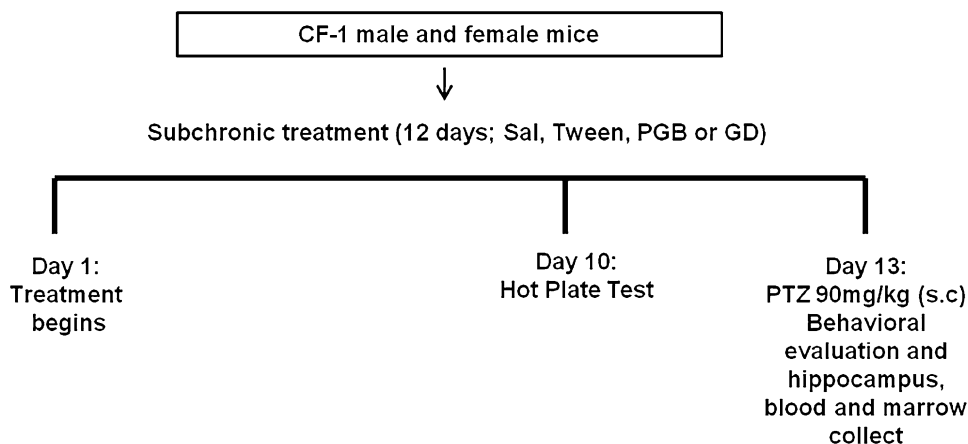 CF-1 male and female mice
Subchronic treatment (12 days; Sal, Tween, PGB or GD)
Day 1:
Treatment
begins
Day 10:
Hot Plate Test
Day 13:
PTZ 90mg/kg (s.c)
Behavioral
evaluation and
hippocampus,
blood and marrow
collect